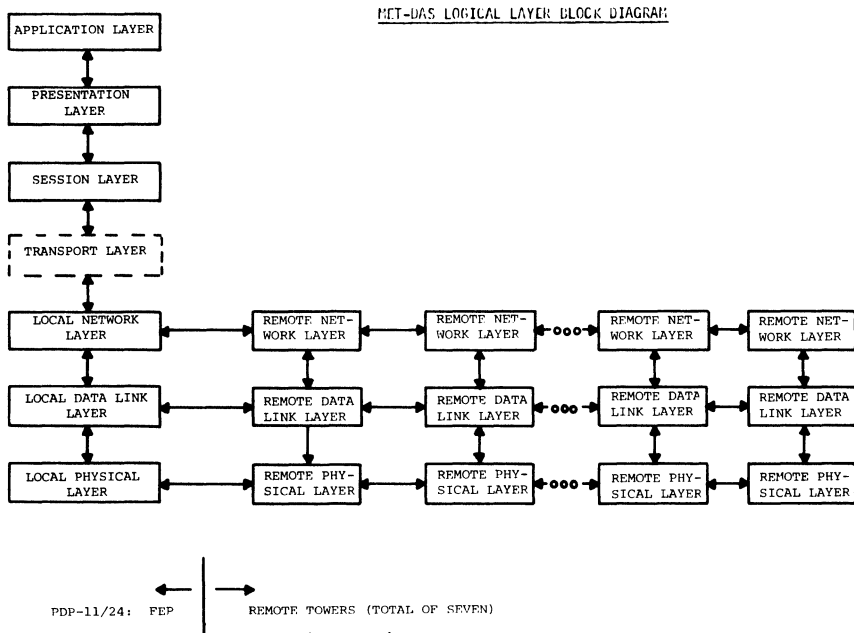 MET-DAS LOGICAL LAYER BLOCK DIAGRAM
APPLICATION LAYER
PRESENTATION
LAYER
SESSION LAYER
TRANSPORT LAYER
LOCAL NETWORK
LAYER
REMOTE NET-
WORK LAYER
REMOTE NET-
WORK LAYER
REMOTE NET-
WORK LAYER
REMOTE NET-
WORK LAYER
LOCAL DATA LINK
LAYER
REMOTE DATA
LINK LAYER
REMOTE DATA
LINK LAYER
REMOTE DATA
LINK LAYER
REMOTE DATA
LINK LAYER
LOCAL PHYSICAL
LAYER
REMOTE PHY-
SICAL LAYER
REMOTE PHY-
SICAL LAYER
REMOTE PHY-
SICAL LAYER
REMOTE PHY-
SICAL LAYER
PDP-11/24: FEP
REMOTE TOWERS (TOTAL OF SEVEN)